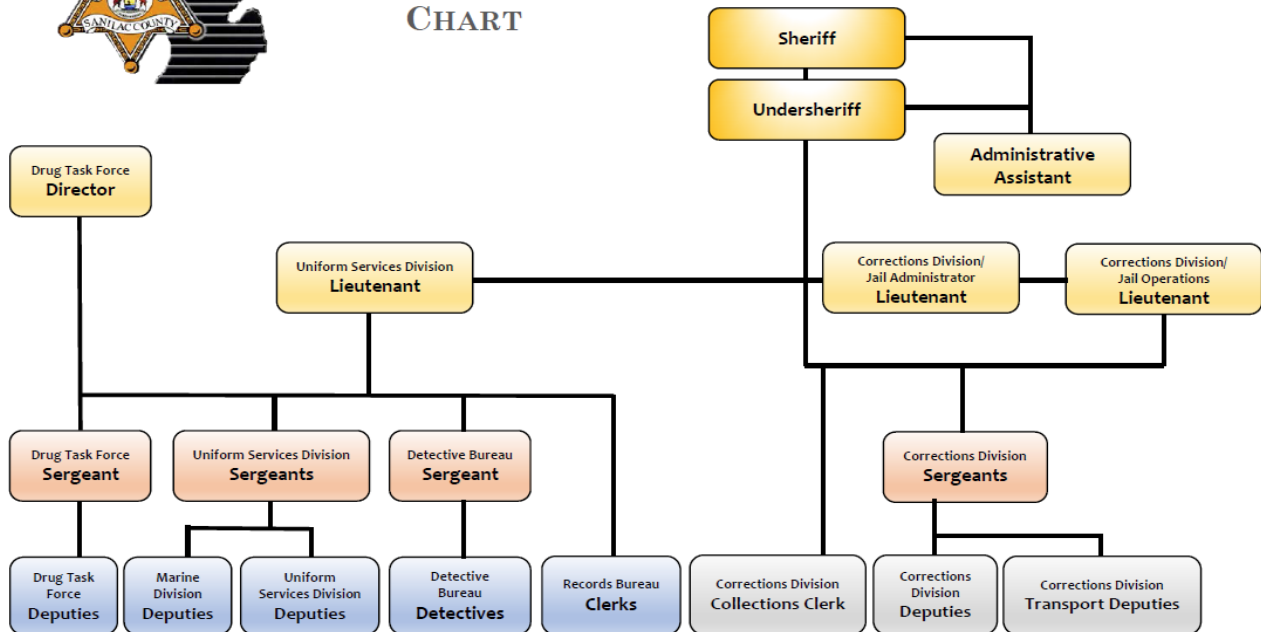 SANILAC COUNTY
CHART
Sheriff
Undersheriff
Administrative
Assistant
Drug Task Force
Director
Uniform Services Division
Lieutenant
Corrections Division/
Jail Administrator
Lieutenant
Corrections Division/
Jail Operations
Lieutenant
Drug Task Force
Sergeant
Uniform Services Division
Sergeants
Detective Bureau
Sergeant
Corrections Division
Sergeants
Drug Task
Force
Deputies
Marine
Division
Deputies
Uniform
Services Division
Deputies
Detective
Bureau
Detectives
Records Bureau
Clerks
Corrections Division
Collections Clerk
Corrections
Division
Deputies
Corrections Division
Transport Deputies